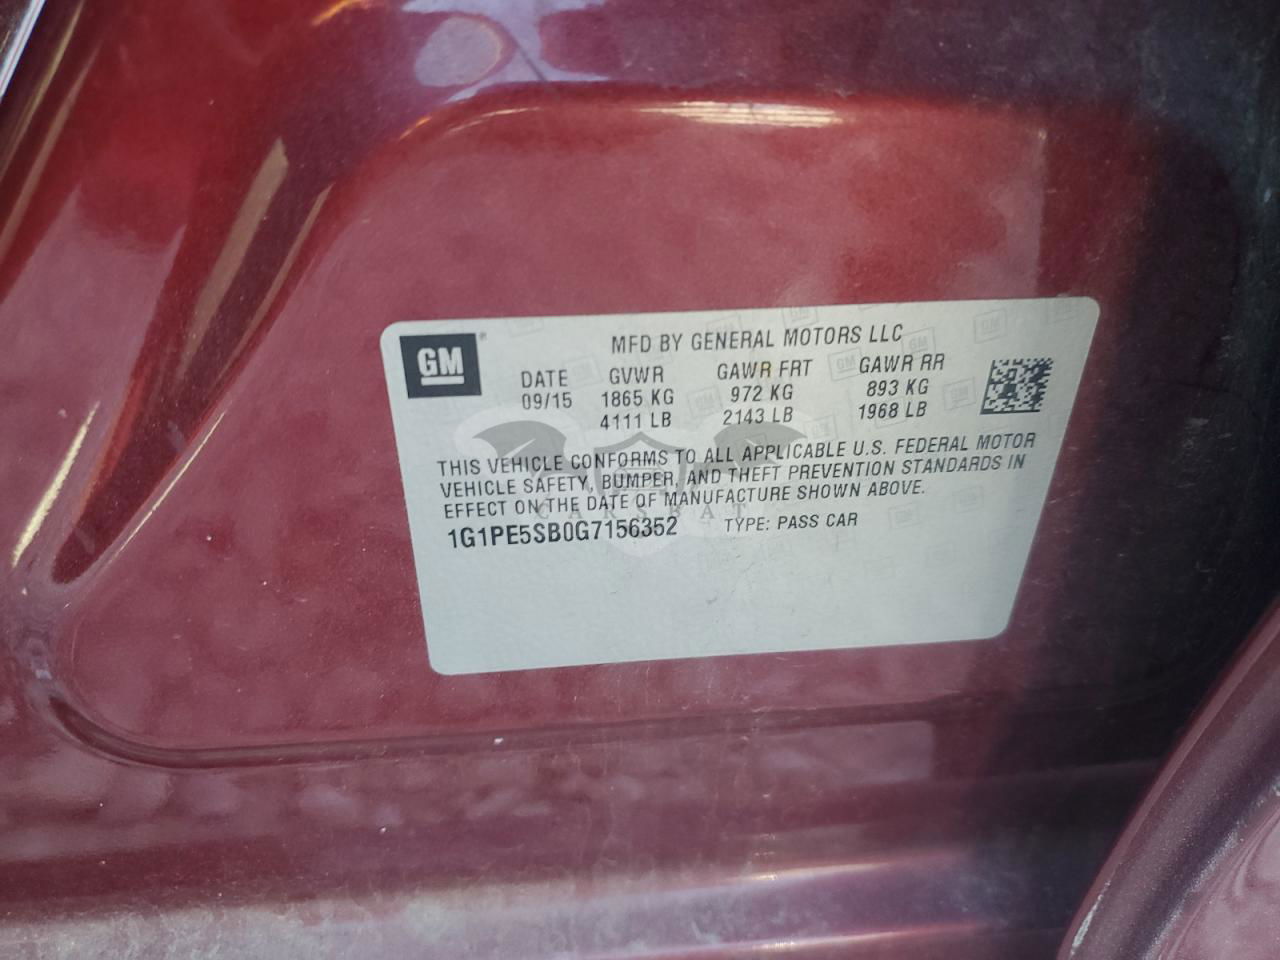 GM
MFD BY GENERAL MOTORS LLC
DATE GVWR GAWR FRT GAWR RR
09/15 1865 KG 972 KG 893 KG
4111 LB 2143 LB 1968 LB
THIS VEHICLE CONFORMS TO ALL APPLICABLE U.S. FEDERAL MOTOR
VEHICLE SAFETY, BUMPER, AND THEFT PREVENTION STANDARDS IN
EFFECT ON THE DATE OF MANUFACTURE SHOWN ABOVE.
CARSBAT
1G1PE5SB0G7156352 TYPE: PASS CAR